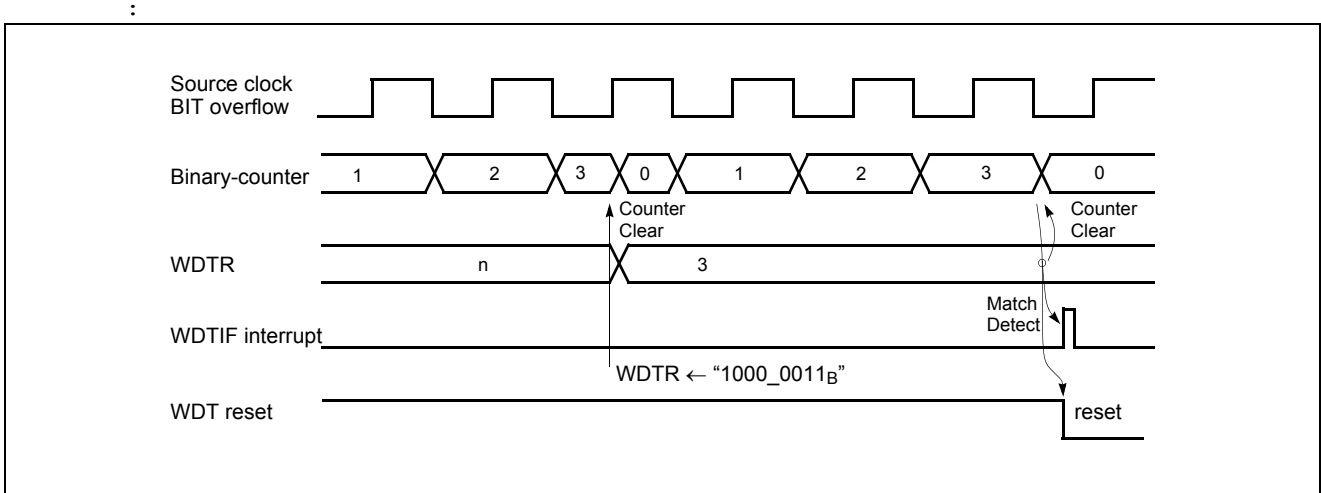 :
Source clock
BIT overflow
Binary-counter 1 2 3 0 1 2 3 0
Counter
Clear
Counter
Clear
WDTR n 3
Match
Detect
WDTIF interrupt
WDTR ← “1000_0011B”
WDT reset reset